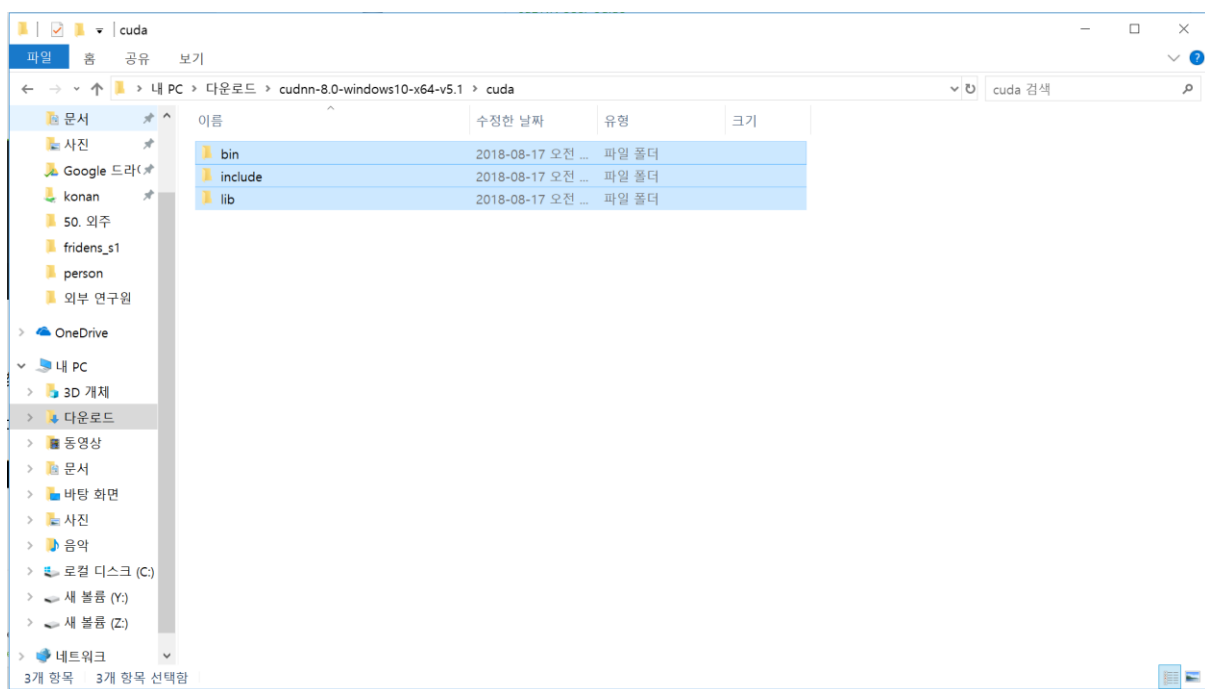 cuda
파일 홈 공유 보기
내 PC > 다운로드 > cudnn-8.0-windows10-x64-v5.1 > cuda
cuda 검색
이름 수정한 날짜 유형 크기
bin 2018-08-17 오전 ... 파일 폴더
include 2018-08-17 오전 ... 파일 폴더
lib 2018-08-17 오전 ... 파일 폴더
문서
사진
Google 드라
konan
50. 외주
fridens_s1
person
외부 연구원
OneDrive
내 PC
3D 개체
다운로드
동영상
문서
바탕 화면
사진
음악
로컬 디스크 (C:)
새 볼륨 (Y:)
새 볼륨 (Z:)
네트워크
3개 항목 3개 항목 선택함